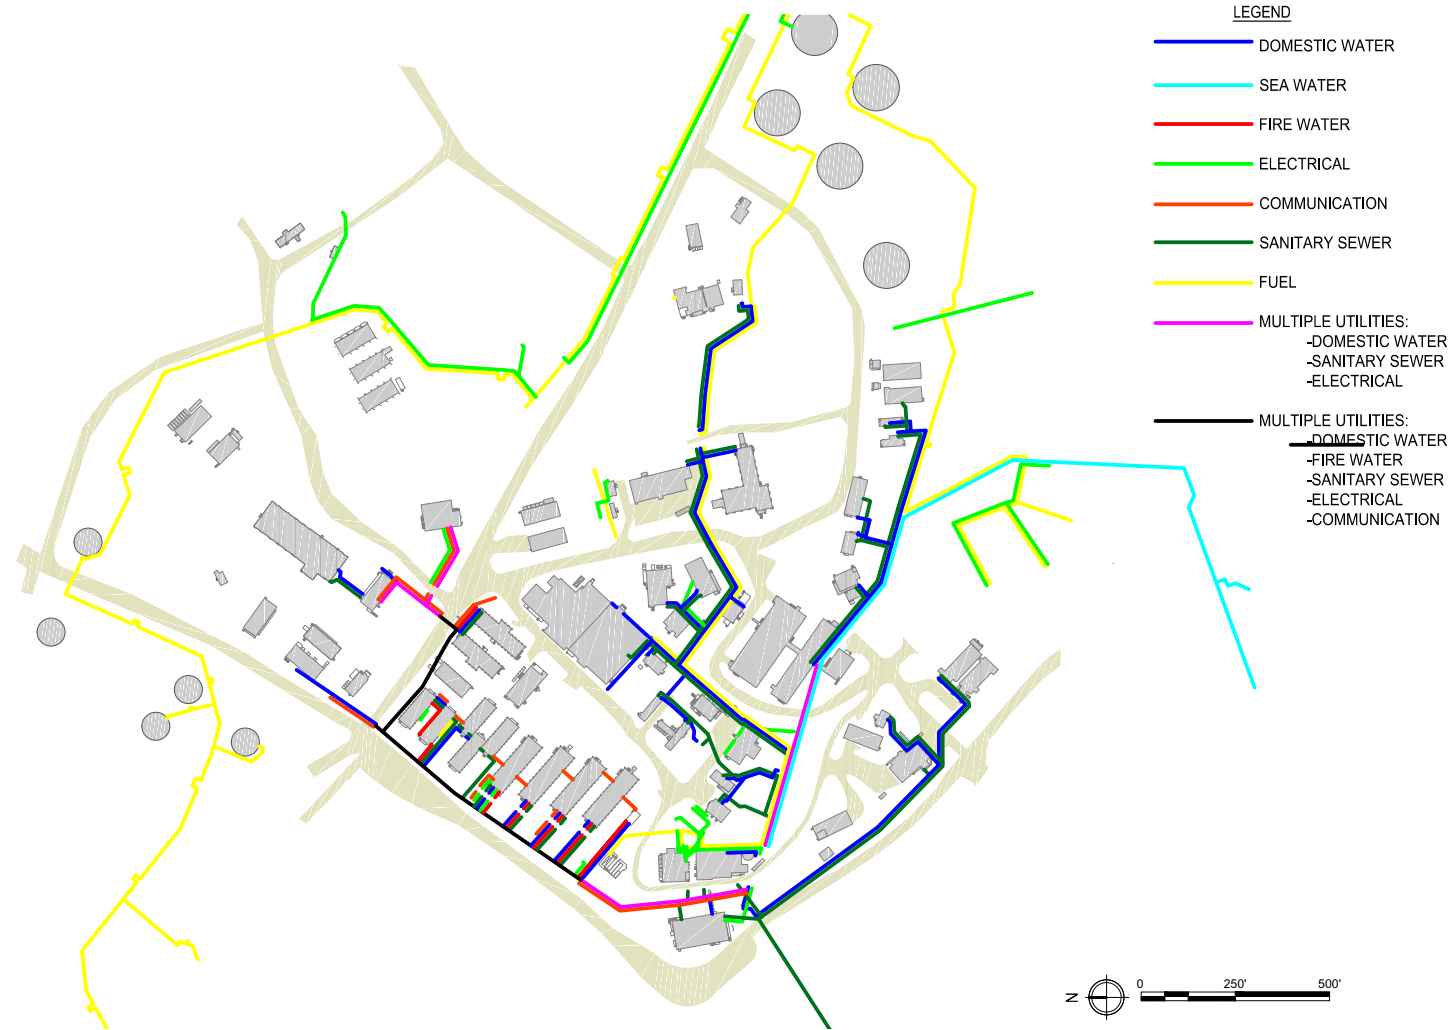 LEGEND
DOMESTIC WATER
SEA WATER
FIRE WATER
ELECTRICAL
COMMUNICATION
SANITARY SEWER
FUEL
MULTIPLE UTILITIES:
-DOMESTIC WATER
-SANITARY SEWER
-ELECTRICAL
MULTIPLE UTILITIES:
-DOMESTIC WATER
-FIRE WATER
-SANITARY SEWER
-ELECTRICAL
-COMMUNICATION
N
0 250' 500'